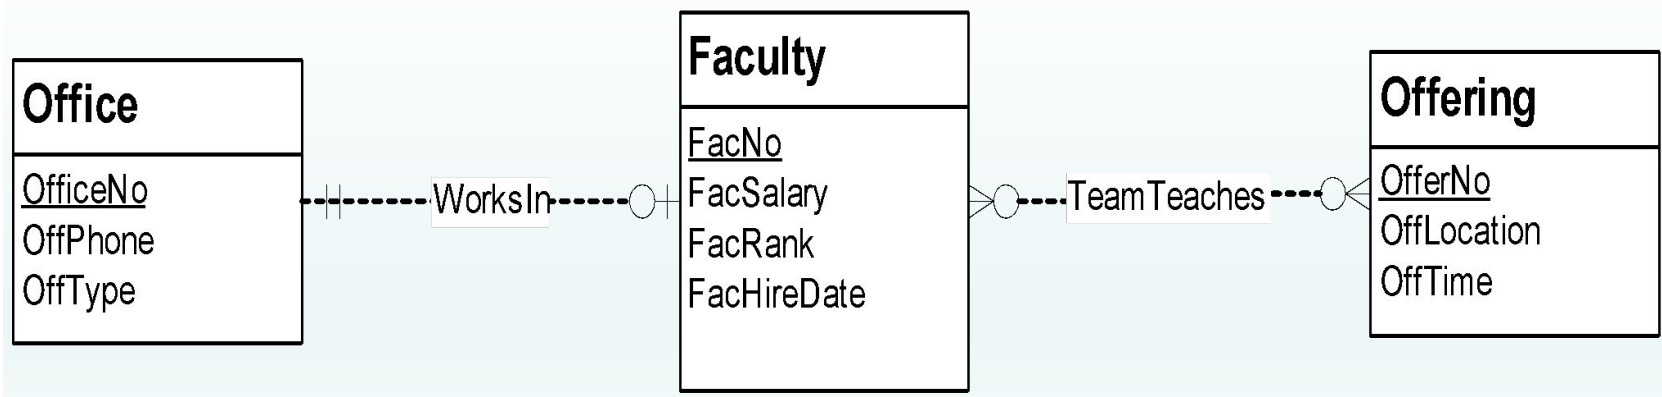 Office
OfficeNo
OffPhone
OffType
WorksIn
Faculty
FacNo
FacSalary
FacRank
FacHireDate
TeamTeaches
Offering
OfferNo
OffLocation
OffTime